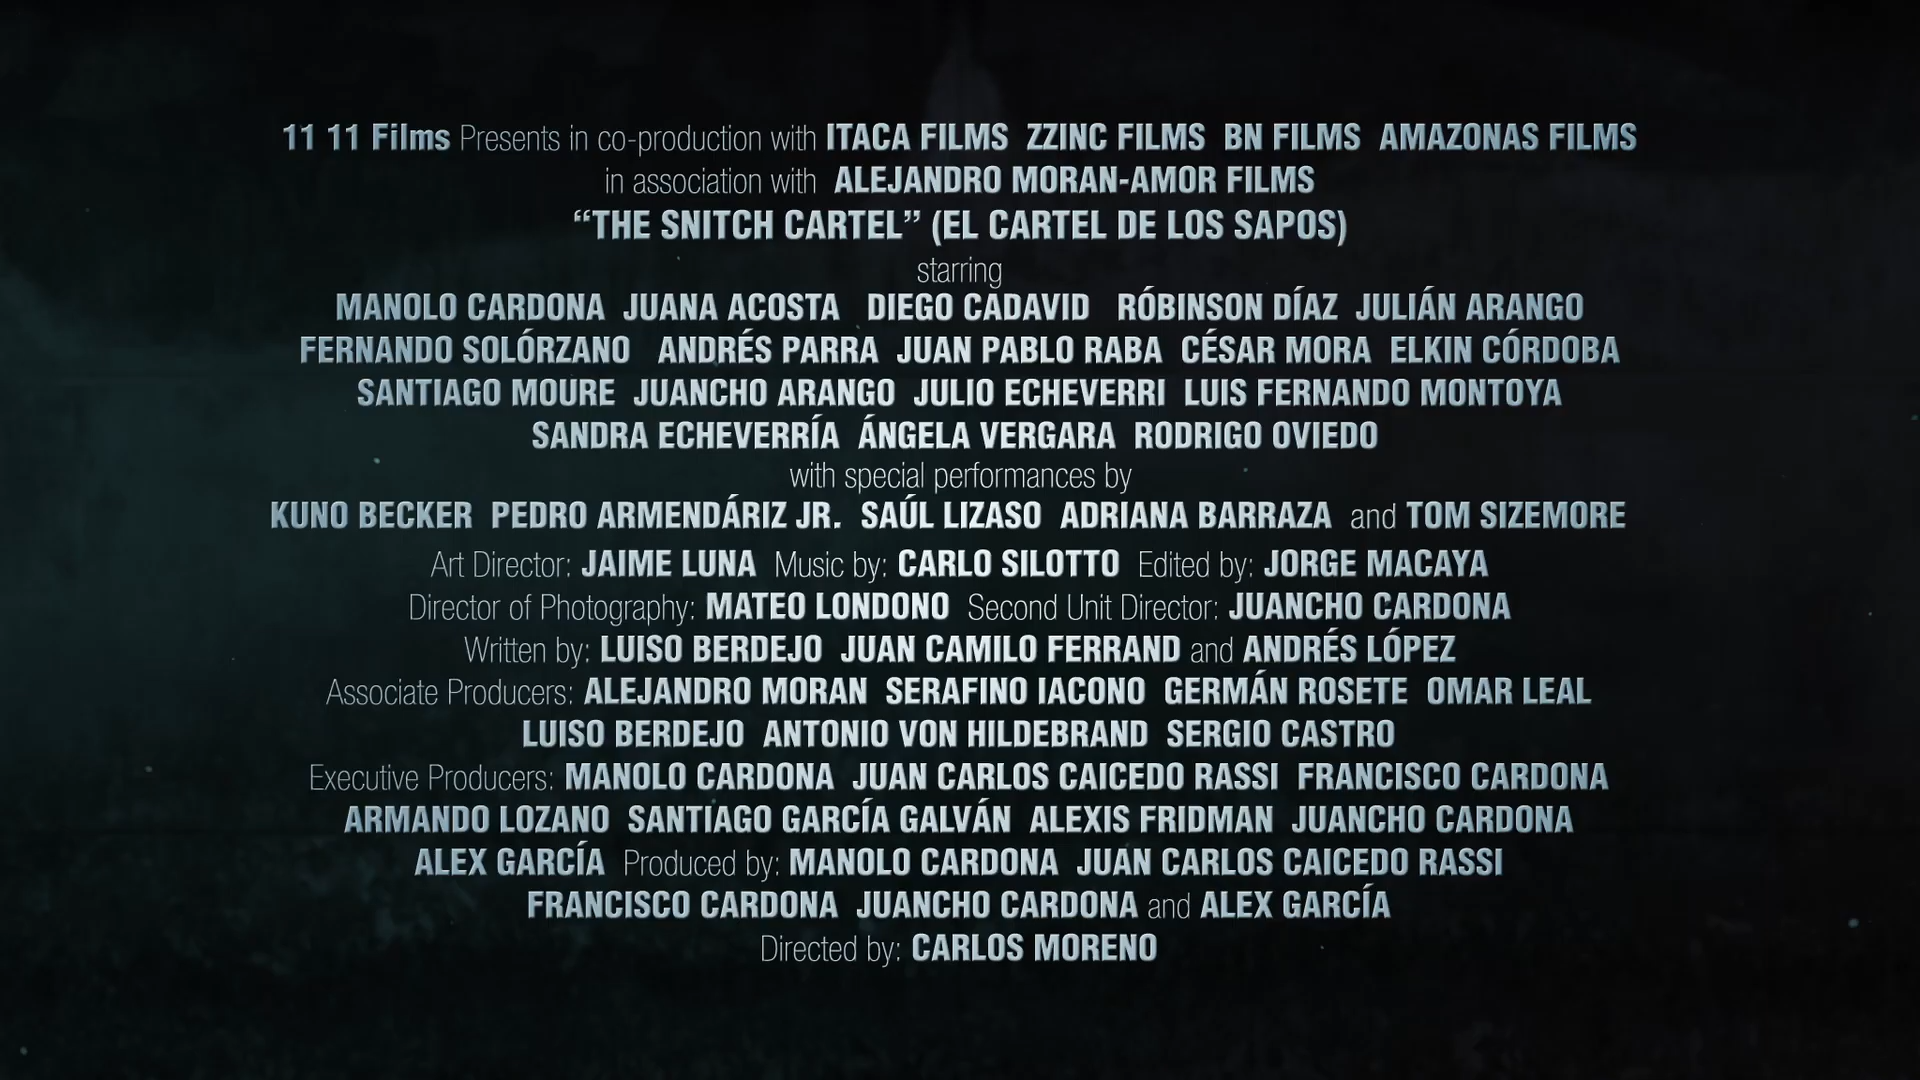 11 11 Films Presents in co-production with ITACA FILMS ZZINC FILMS BN FILMS AMAZONAS FILMS
in association with ALEJANDRO MORAN-AMOR FILMS
“THE SNITCH CARTEL” (EL CARTEL DE LOS SAPOS)
starring
MANOLO CARDONA JUANA ACOSTA DIEGO CADAVID RÓBINSON DÍAZ JULIÁN ARANGO
FERNANDO SOLÓRZANO ANDRÉS PARRA JUAN PABLO RABA CÉSAR MORA ELKIN CÓRDOBA
SANTIAGO MOURE JUANCHO ARANGO JULIO ECHEVERRI LUIS FERNANDO MONTOYA
SANDRA ECHEVERRÍA ÁNGELA VERGARA RODRIGO OVIEDO
with special performances by
KUNO BECKER PEDRO ARMENDÁRIZ JR. SAÚL LIZASO ADRIANA BARRAZA and TOM SIZEMORE
Art Director: JAIME LUNA Music by: CARLO SILOTTO Edited by: JORGE MACAYA
Director of Photography: MATEO LONDONO Second Unit Director: JUANCHO CARDONA
Written by: LUISO BERDEJO JUAN CAMILO FERRAND and ANDRÉS LÓPEZ
Associate Producers: ALEJANDRO MORAN SERAFINO IACONO GERMÁN ROSETE OMAR LEAL
LUISO BERDEJO ANTONIO VON HILDEBRAND SERGIO CASTRO
Executive Producers: MANOLO CARDONA JUAN CARLOS CAICEDO RASSI FRANCISCO CARDONA
ARMANDO LOZANO SANTIAGO GARCÍA GALVÁN ALEXIS FRIDMAN JUANCHO CARDONA
ALEX GARCÍA Produced by: MANOLO CARDONA JUAN CARLOS CAICEDO RASSI
FRANCISCO CARDONA JUANCHO CARDONA and ALEX GARCÍA
Directed by: CARLOS MORENO